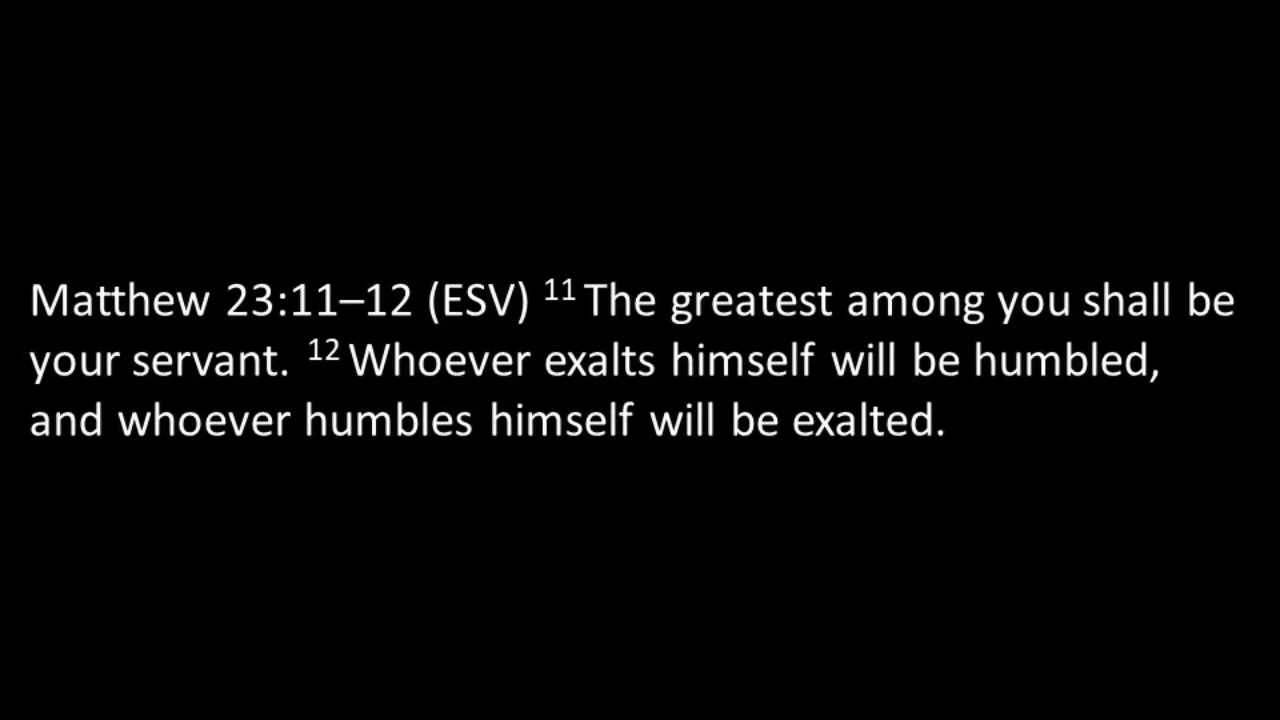 Matthew 23:11–12 (ESV) ¹¹ The greatest among you shall be
your servant. ¹² Whoever exalts himself will be humbled,
and whoever humbles himself will be exalted.